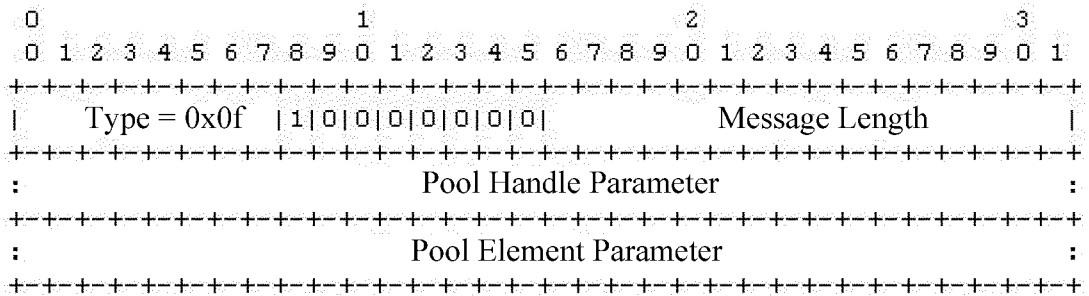 0 1 2 3
0 1 2 3 4 5 6 7 8 9 0 1 2 3 4 5 6 7 8 9 0 1 2 3 4 5 6 7 8 9 0 1
+-+-+-+-+-+-+-+-+-+-+-+-+-+-+-+-+-+-+-+-+-+-+-+-+-+-+-+-+-+-+-+-+
| Type = 0x0f |1|0|0|0|0|0|0|0| Message Length |
+-+-+-+-+-+-+-+-+-+-+-+-+-+-+-+-+-+-+-+-+-+-+-+-+-+-+-+-+-+-+-+-+
: Pool Handle Parameter :
+-+-+-+-+-+-+-+-+-+-+-+-+-+-+-+-+-+-+-+-+-+-+-+-+-+-+-+-+-+-+-+-+
: Pool Element Parameter :
+-+-+-+-+-+-+-+-+-+-+-+-+-+-+-+-+-+-+-+-+-+-+-+-+-+-+-+-+-+-+-+-+